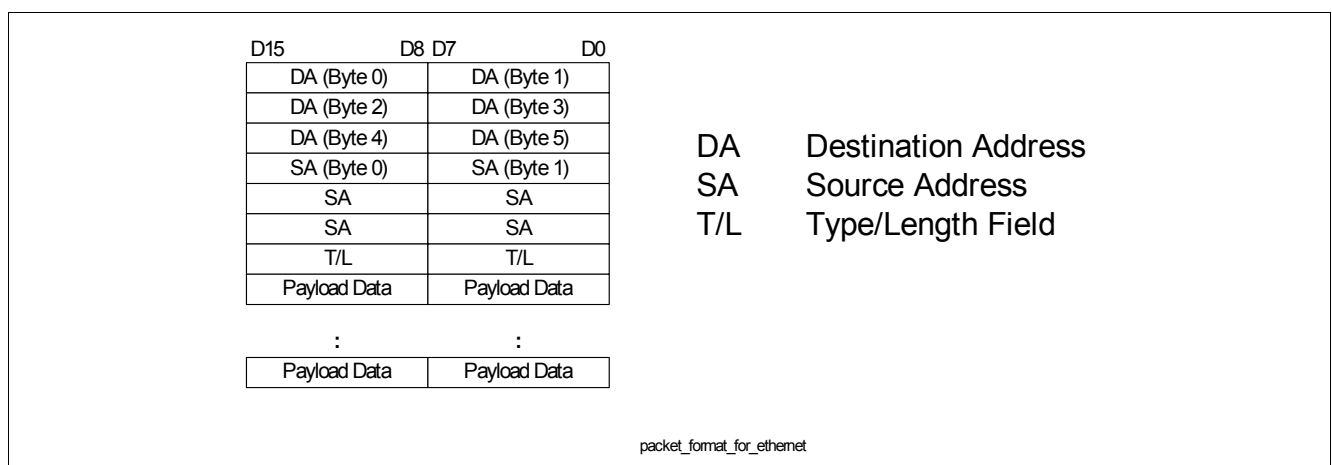 D15 D8 D7 D0
DA (Byte 0) DA (Byte 1)
DA (Byte 2) DA (Byte 3)
DA (Byte 4) DA (Byte 5)
SA (Byte 0) SA (Byte 1)
SA SA
SA SA
T/L T/L
Payload Data Payload Data
: :
Payload Data Payload Data
DA Destination Address
SA Source Address
T/L Type/Length Field
packet_format_for_ethernet